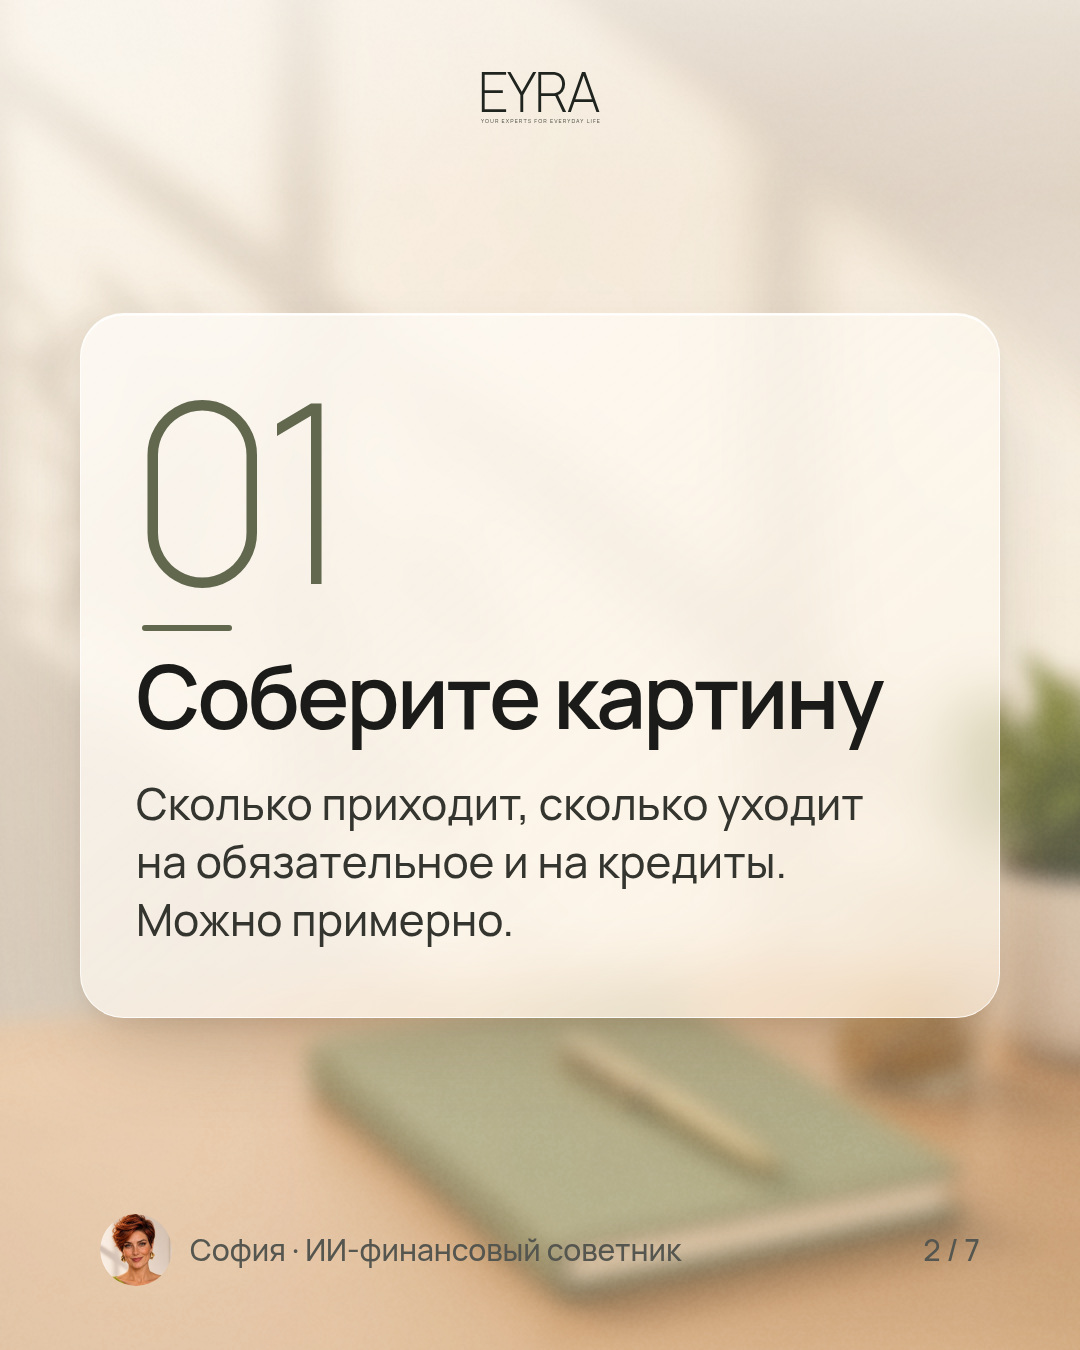 EYRA
YOUR EXPERTS FOR EVERYDAY LIFE
01
Соберите картину
Сколько приходит, сколько уходит
на обязательное и на кредиты.
Можно примерно.
София · ИИ-финансовый советник
2 / 7